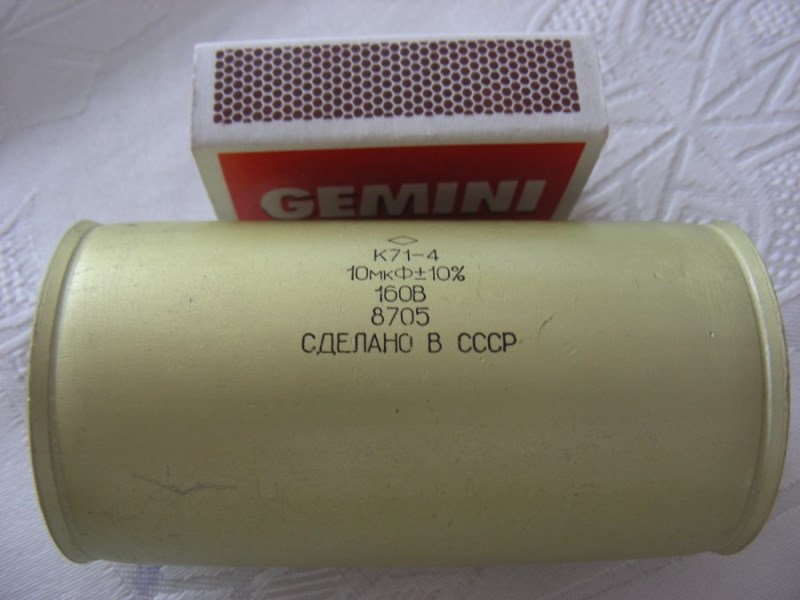 GEMINI
К71-4
10мкФ±10%
160В
8705
СДЕЛАНО В СССР